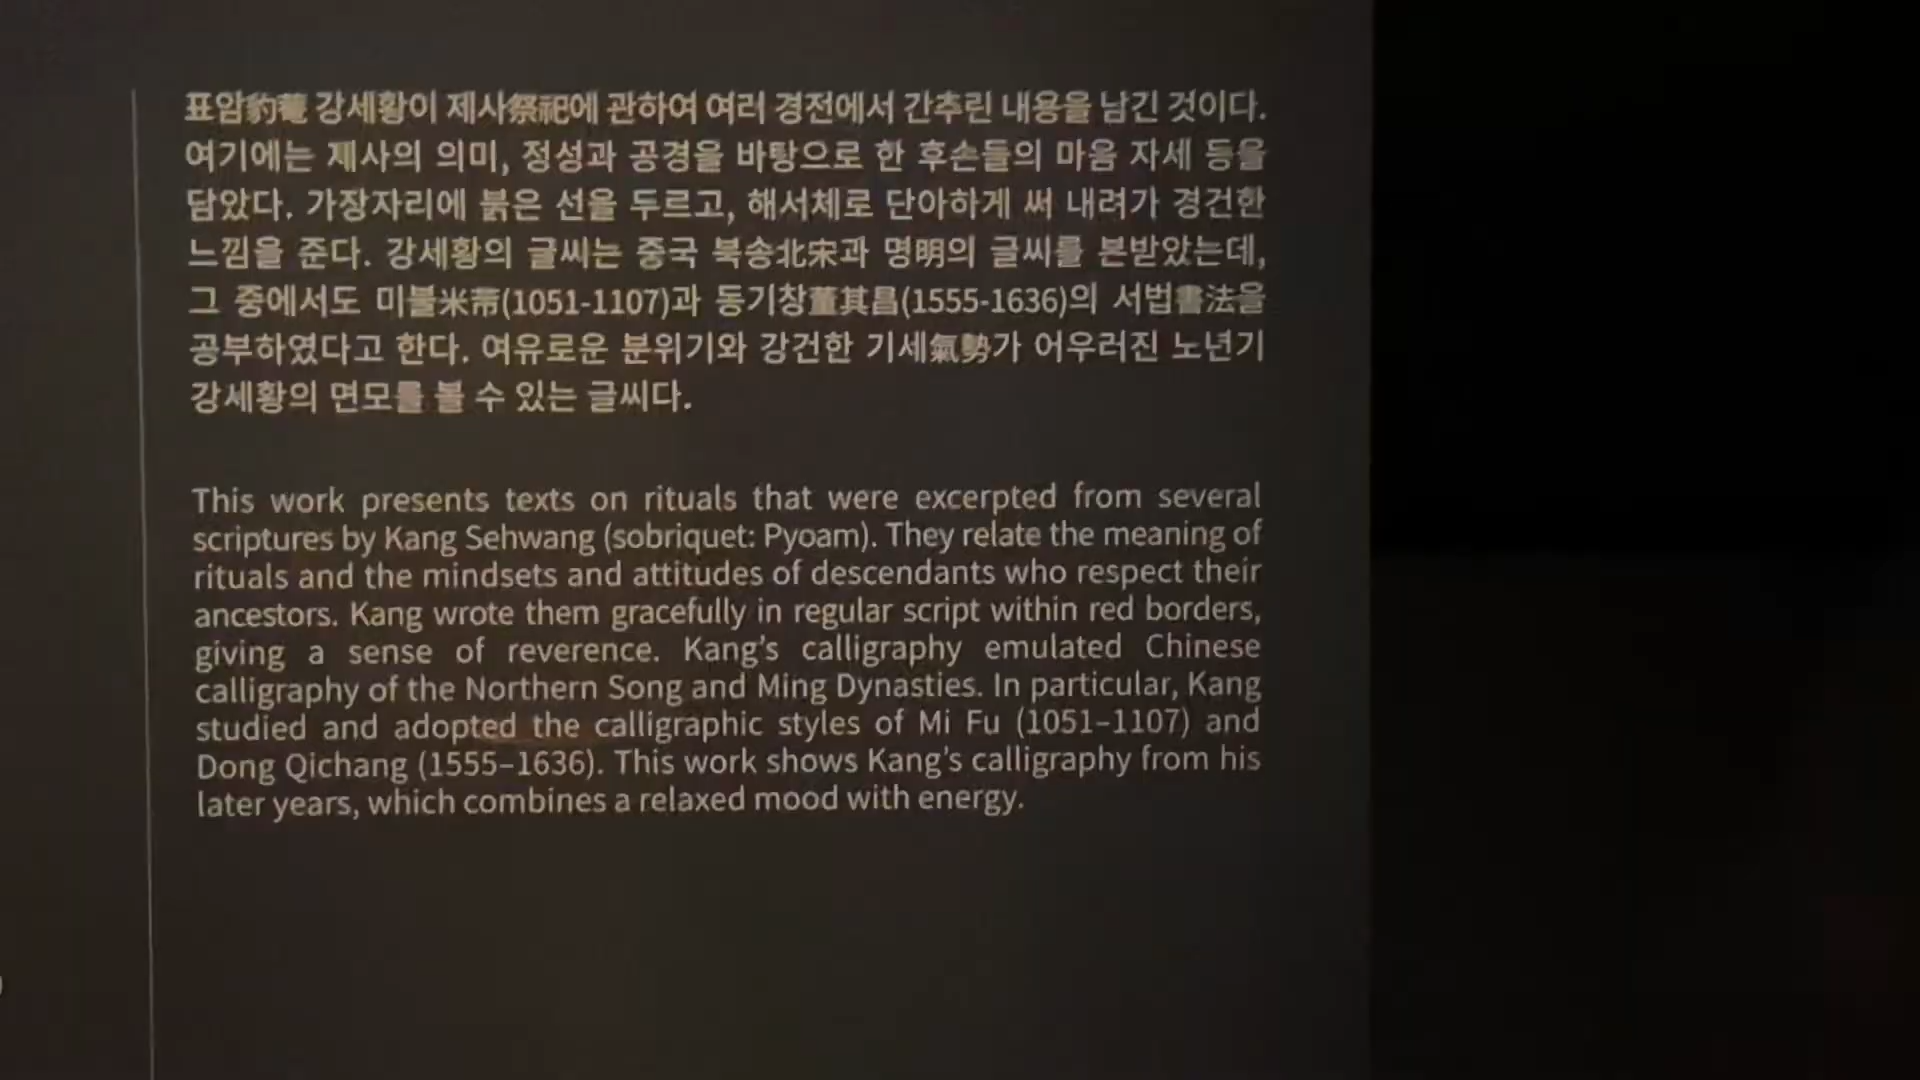 표암豹菴 강세황이 제사祭祀에 관하여 여러 경전에서 간추린 내용을 남긴 것이다.
여기에는 제사의 의미, 정성과 공경을 바탕으로 한 후손들의 마음 자세 등을
담았다. 가장자리에 붉은 선을 두르고, 해서체로 단아하게 써 내려가 경건한
느낌을 준다. 강세황의 글씨는 중국 북송北宋과 명明의 글씨를 본받았는데,
그 중에서도 미불米芾(1051-1107)과 동기창董其昌(1555-1636)의 서법書法을
공부하였다고 한다. 여유로운 분위기와 강건한 기세氣勢가 어우러진 노년기
강세황의 면모를 볼 수 있는 글씨다.
This work presents texts on rituals that were excerpted from several
scriptures by Kang Sehwang (sobriquet: Pyoam). They relate the meaning of
rituals and the mindsets and attitudes of descendants who respect their
ancestors. Kang wrote them gracefully in regular script within red borders,
giving a sense of reverence. Kang's calligraphy emulated Chinese
calligraphy of the Northern Song and Ming Dynasties. In particular, Kang
studied and adopted the calligraphic styles of Mi Fu (1051–1107) and
Dong Qichang (1555–1636). This work shows Kang's calligraphy from his
later years, which combines a relaxed mood with energy.